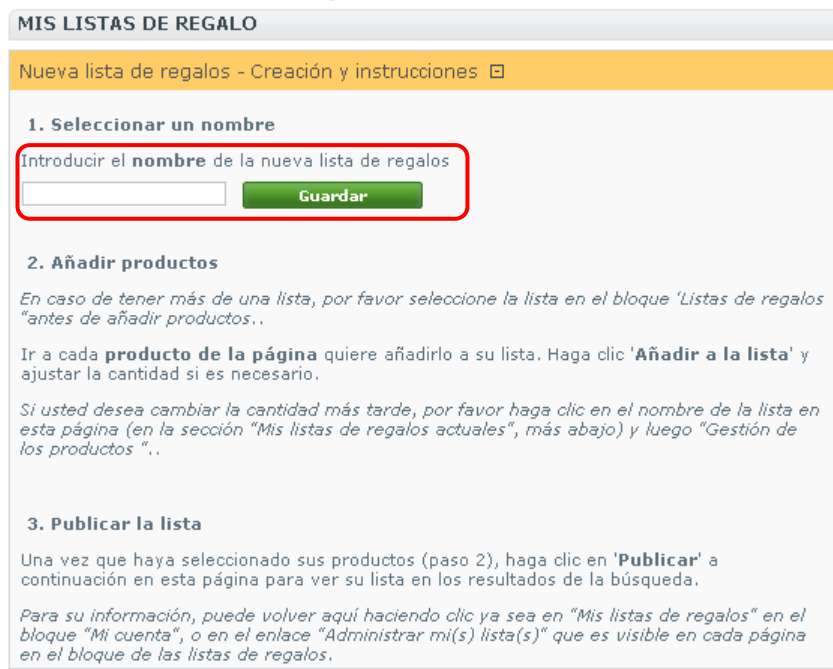 MIS LISTAS DE REGALO
Nueva lista de regalos - Creación y instrucciones
1. Seleccionar un nombre
Introducir el nombre de la nueva lista de regalos
Guardar
2. Añadir productos
En caso de tener más de una lista, por favor seleccione la lista en el bloque ‘Listas de regalos
“antes de añadir productos..
Ir a cada producto de la página quiere añadirlo a su lista. Haga clic 'Añadir a la lista' y
ajustar la cantidad si es necesario.
Si usted desea cambiar la cantidad más tarde, por favor haga clic en el nombre de la lista en
esta página (en la sección “Mis listas de regalos actuales”, más abajo) y luego “Gestión de
los productos “..
3. Publicar la lista
Una vez que haya seleccionado sus productos (paso 2), haga clic en 'Publicar' a
continuación en esta página para ver su lista en los resultados de la búsqueda.
Para su información, puede volver aquí haciendo clic ya sea en “Mis listas de regalos” en el
bloque “Mi cuenta”, o en el enlace “Administrar mi(s) lista(s)” que es visible en cada página
en el bloque de las listas de regalos.